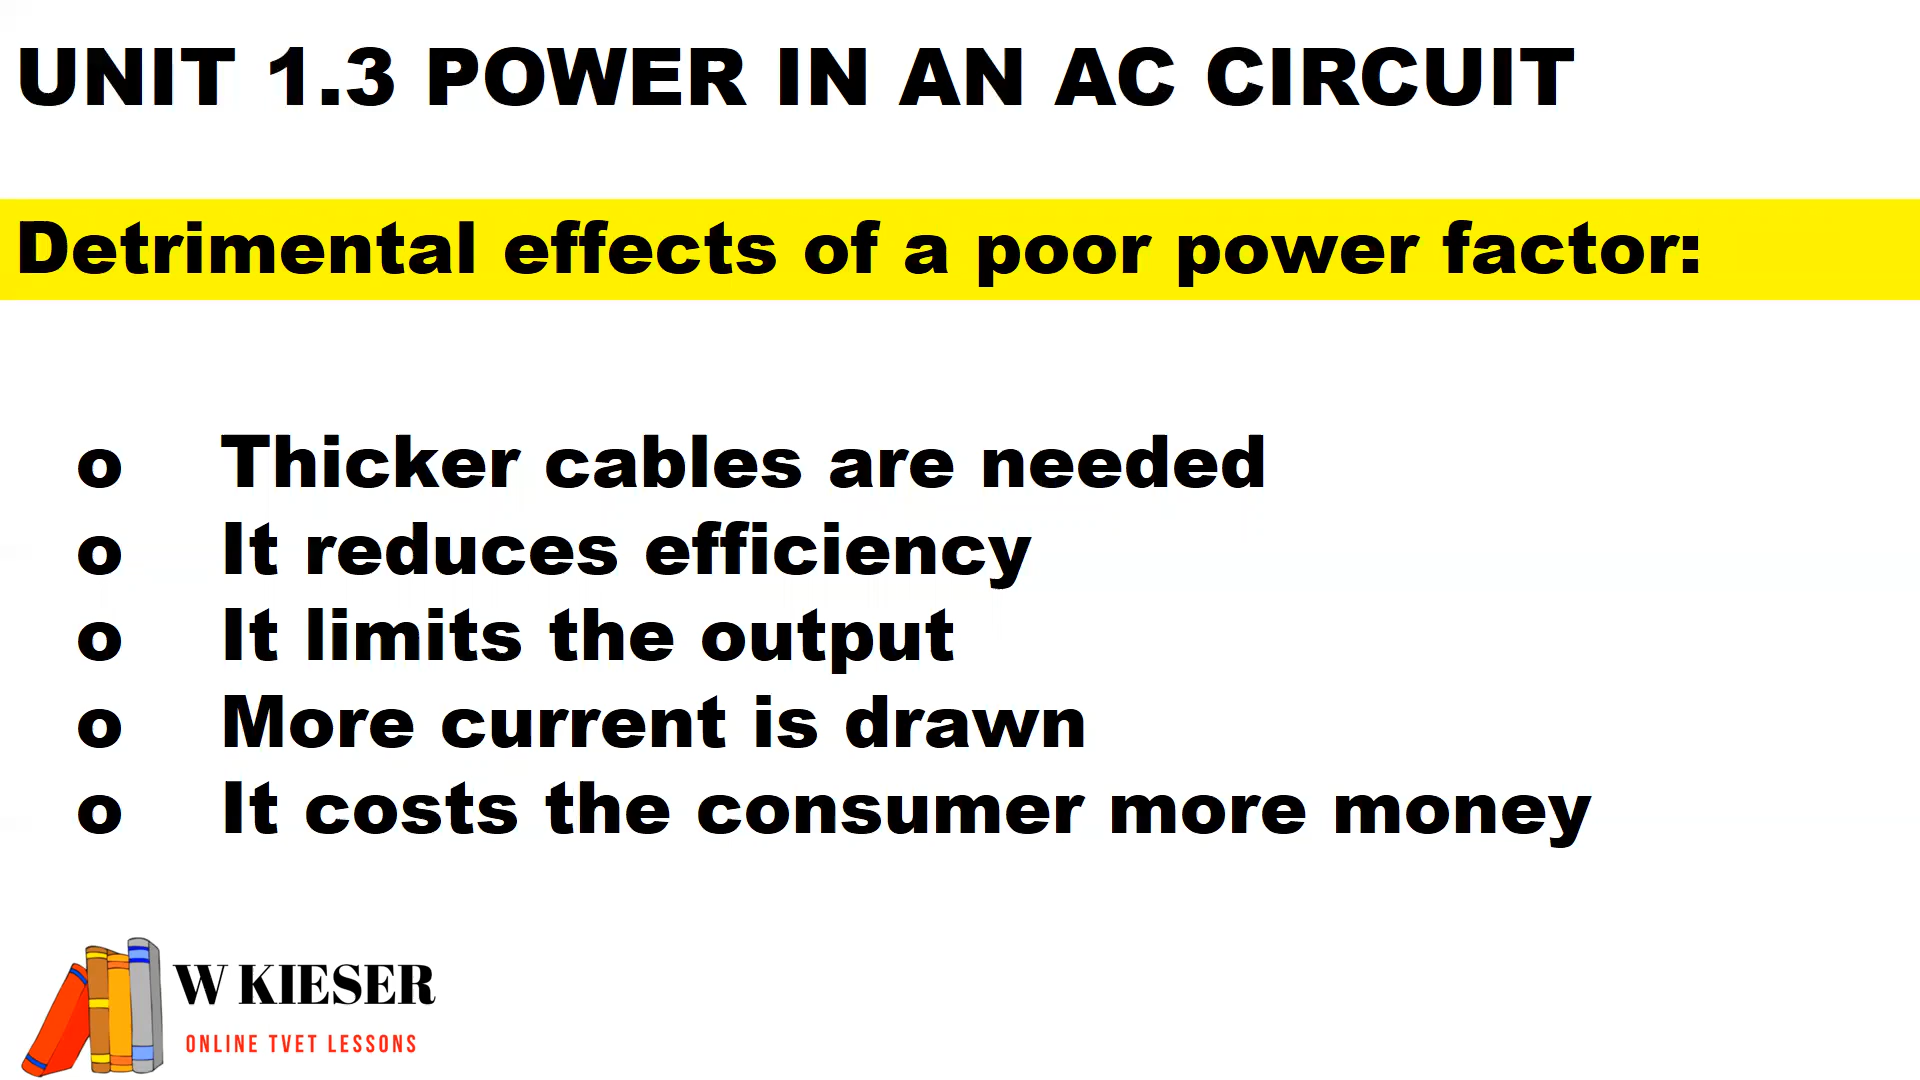 UNIT 1.3 POWER IN AN AC CIRCUIT
Detrimental effects of a poor power factor:
o Thicker cables are needed
o It reduces efficiency
o It limits the output
o More current is drawn
o It costs the consumer more money
W KIESER
ONLINE TVET LESSONS